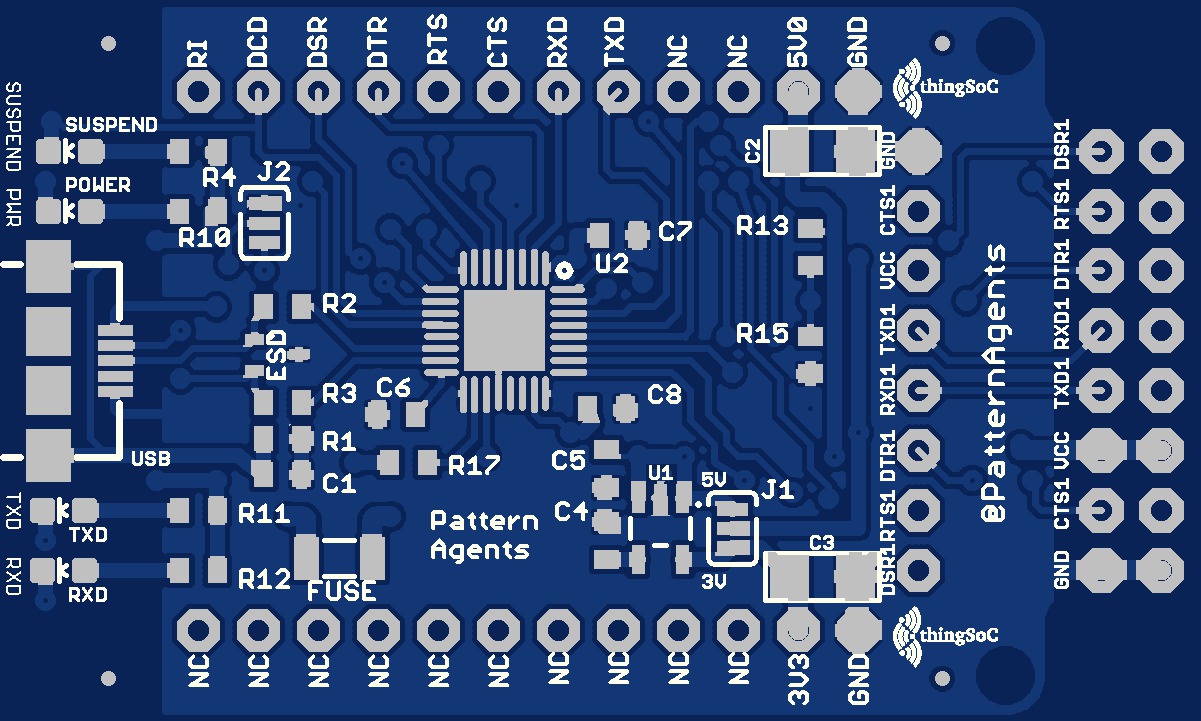 RI
DCD
DSR
DTR
RTS
CTS
RXD
TXD
NC
NC
5V0
GND
thingSoC
SUSPEND
SUSPEND
PWR
POWER
R4
J2
R10
C7
U2
C2
GND
R13
CTS1
VCC
DSR1
RTS1
DTR1
R2
ESD
R15
TXD1
RXD1
@PatternAgents
RXD1
TXD1
R3
C6
C8
R1
USB
R17
C5
U1
5V
J1
DTR1
VCC
C1
TXD
TXD
R11
Pattern
Agents
C4
RTS1
CTS1
RXD
RXD
R12
FUSE
3V
C3
DSR1
GND
NC
NC
NC
NC
NC
NC
NC
NC
NC
NC
3V3
GND
thingSoC